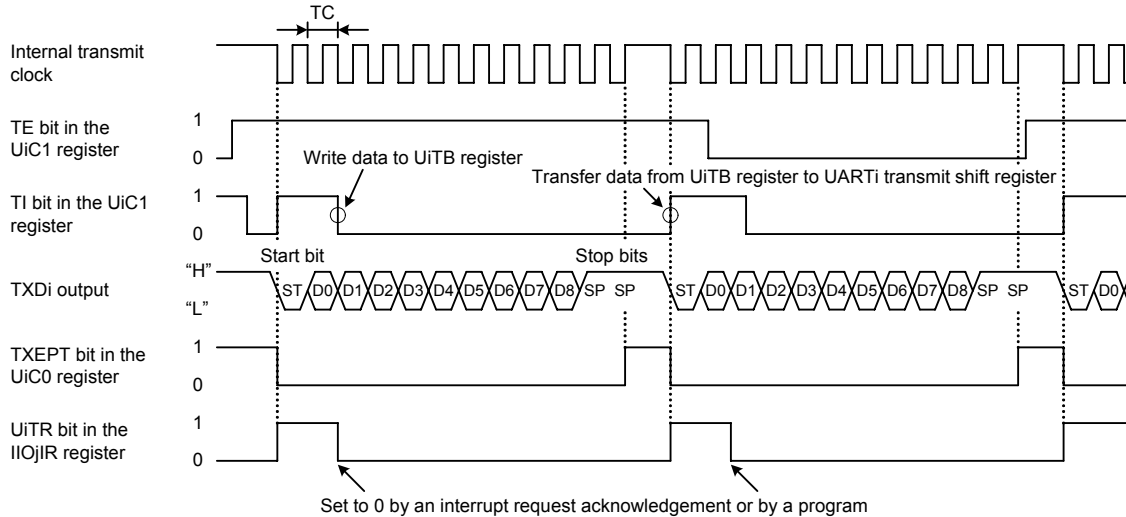 TC
Internal transmit
clock
TE bit in the
UiC1 register
1
0
Write data to UiTB register
Transfer data from UiTB register to UARTi transmit shift register
TI bit in the UiC1
register
1
0
Start bit
Stop bits
TXDi output
“H”
“L”
ST D0 D1 D2 D3 D4 D5 D6 D7 D8 SP SP ST D0 D1 D2 D3 D4 D5 D6 D7 D8 SP SP ST D0
TXEPT bit in the
UiC0 register
1
0
UiTR bit in the
IIOjIR register
1
0
Set to 0 by an interrupt request acknowledgement or by a program